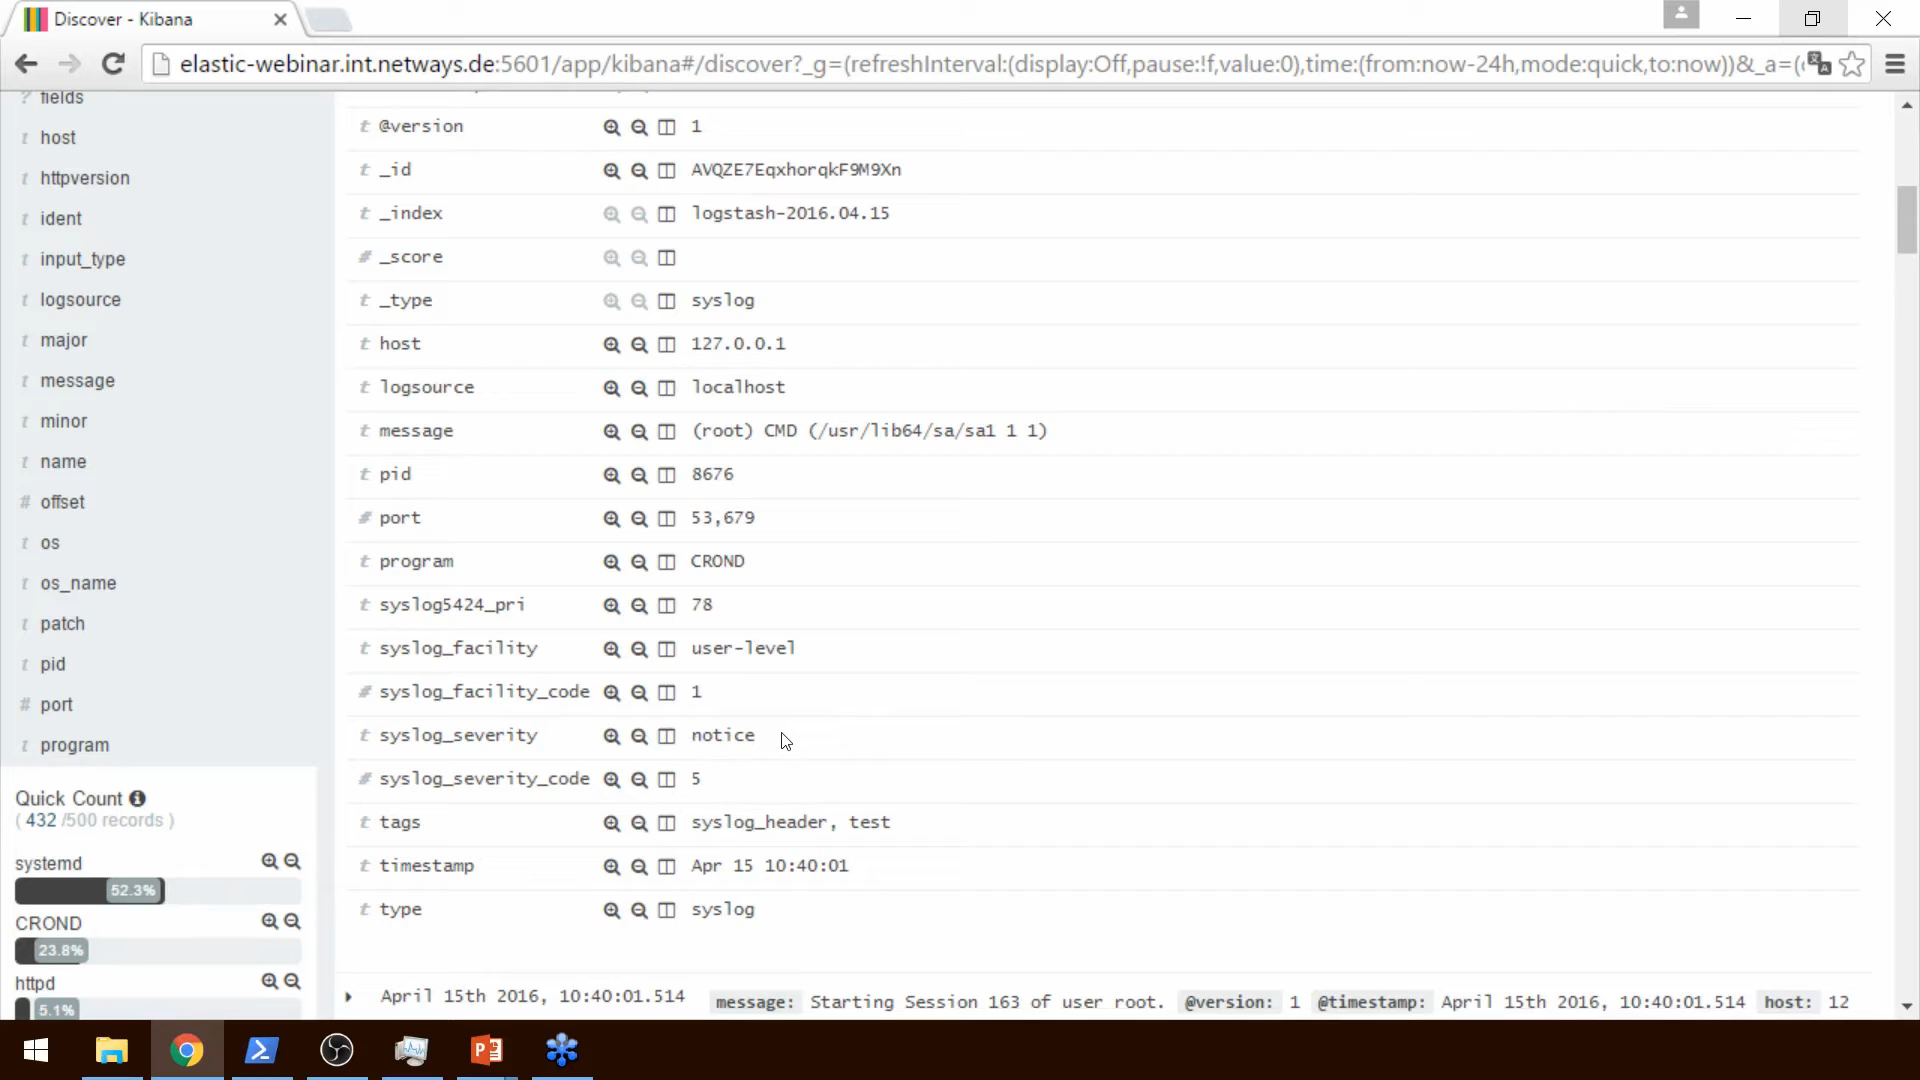 Discover - Kibana
elastic-webinar.int.netways.de:5601/app/kibana#/discover?_g=(refreshInterval:(display:Off,pause:!f,value:0),time:(from:now-24h,mode:quick,to:now))&_a=(
? fields
t host
t httpversion
t ident
t input_type
t logsource
t major
t message
t minor
t name
# offset
t os
t os_name
t patch
t pid
# port
t program
Quick Count
( 432 /500 records )
systemd
52.3%
CROND
23.8%
httpd
5.1%
t @version 1
t _id AVQZE7EqxhorqkF9M9Xn
t _index logstash-2016.04.15
# _score
t _type syslog
t host 127.0.0.1
t logsource localhost
t message (root) CMD (/usr/lib64/sa/sa1 1 1)
t pid 8676
# port 53,679
t program CROND
t syslog5424_pri 78
t syslog_facility user-level
# syslog_facility_code 1
t syslog_severity notice
# syslog_severity_code 5
t tags syslog_header, test
t timestamp Apr 15 10:40:01
t type syslog
April 15th 2016, 10:40:01.514 message: Starting Session 163 of user root. @version: 1 @timestamp: April 15th 2016, 10:40:01.514 host: 12